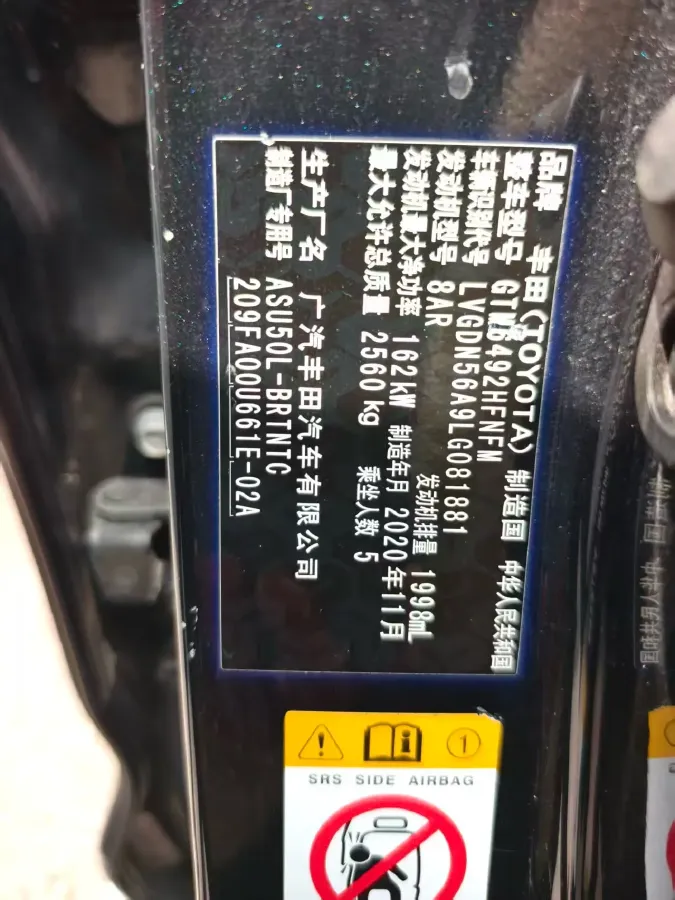 品牌 丰田(TOYOTA) 制造国 中华人民共和国
整车型号 GTM6492HFNFM
车辆识别代号 LVGDN56A9LG081881
发动机型号 8AR 发动机排量 1998mL
发动机最大净功率 162kW 制造年月 2020年11月
最大允许总质量 2560kg 乘坐人数 5
生产厂名 广汽丰田汽车有限公司
制造厂专用号 ASU50L-BRTNTC
209FA00U661E-02A
1
SRS SIDE AIRBAG